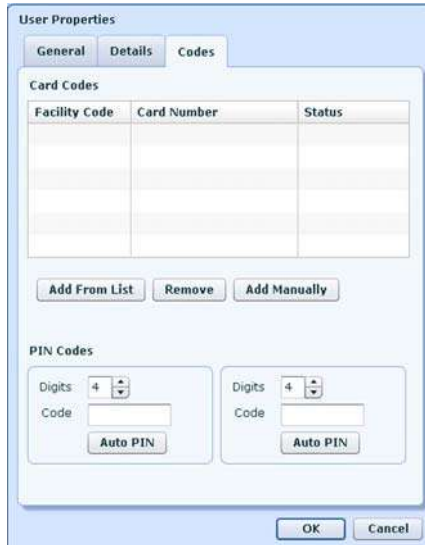 User Properties
General Details Codes
Card Codes
Facility Code Card Number Status
Add From List Remove Add Manually
PIN Codes
Digits 4 Digits 4
Code Code
Auto PIN Auto PIN
OK Cancel